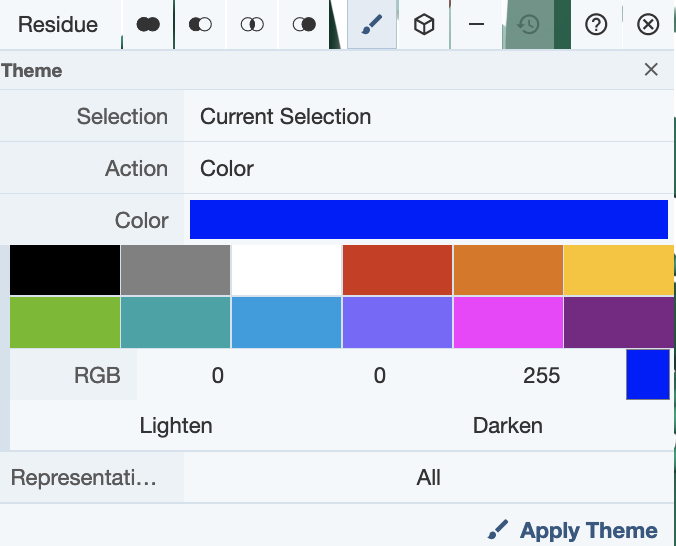 Residue
Theme
Selection Current Selection
Action Color
Color
RGB 0 0 255
Lighten Darken
Representati... All
Apply Theme